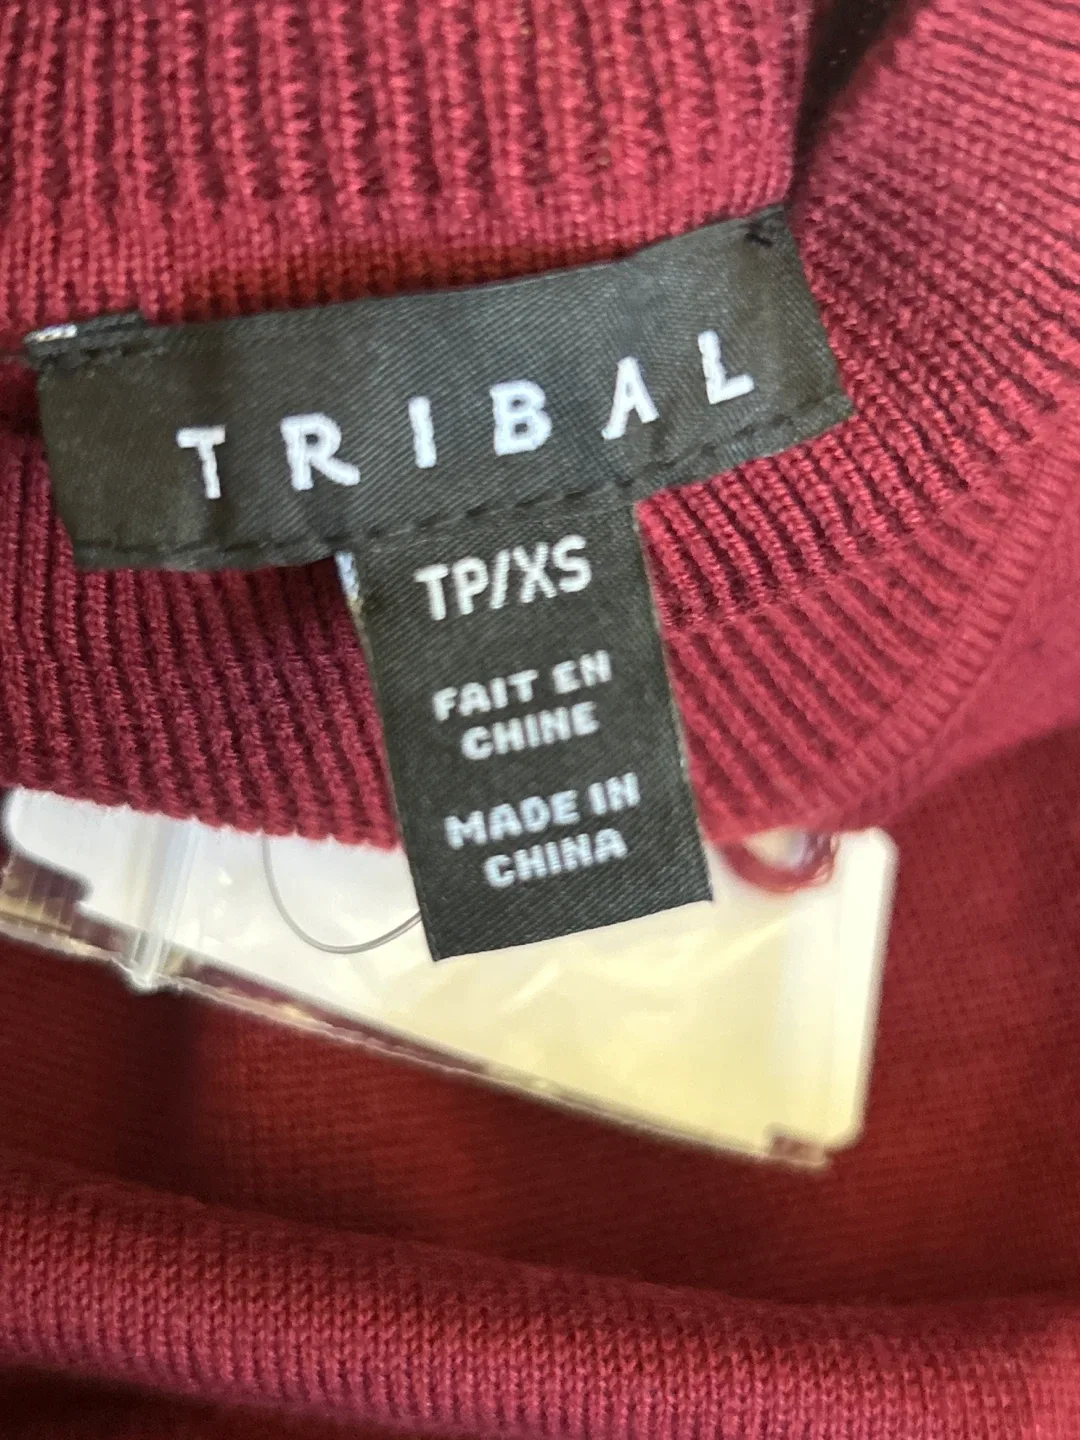 TRIBAL
TP/XS
FAIT EN
CHINE
MADE IN
CHINA